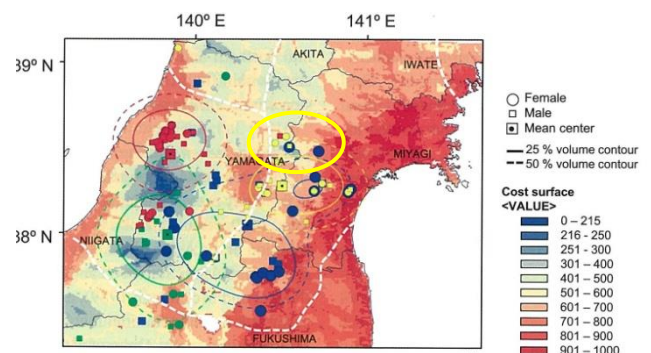 140° E 141° E
39° N
AKITA
IWATE
YAMAGATA
MIYAGI
38° N
NIIGATA
FUKUSHIMA
Female
Male
Mean center
25 % volume contour
50 % volume contour
Cost surface
<VALUE>
0 – 215
216 - 250
251 - 300
301 – 400
401 - 500
501 – 600
601 - 700
701 – 800
801 – 900
901 – 1000